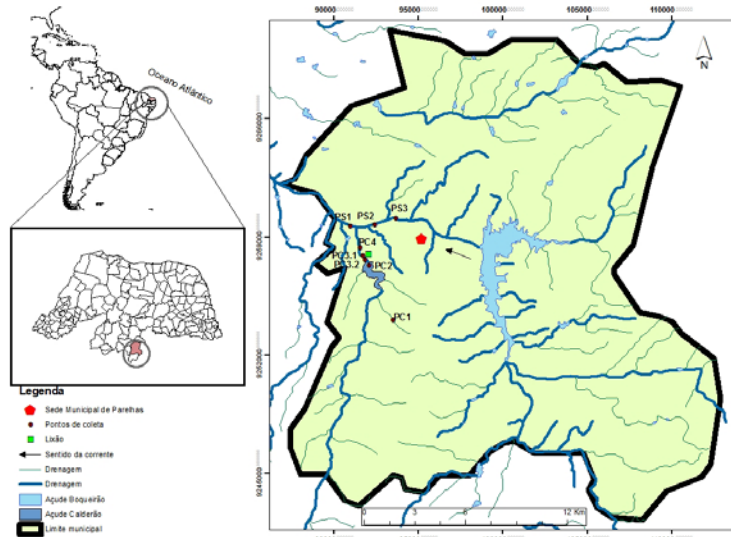 90000 95000 100000 105000 110000
Oceano Atlântico
N
9260000
PS1 PS2 PS3
PC4
PC3.1
PC3.2 PC2
PC1
9252000
9246000
Legenda
Sede Municipal de Parelhas
Pontos de coleta
Lixão
Sentido da corrente
Drenagem
Drenagem
Açude Boqueirão
Açude Calderão
Limite municipal
0 3 6 12 Km